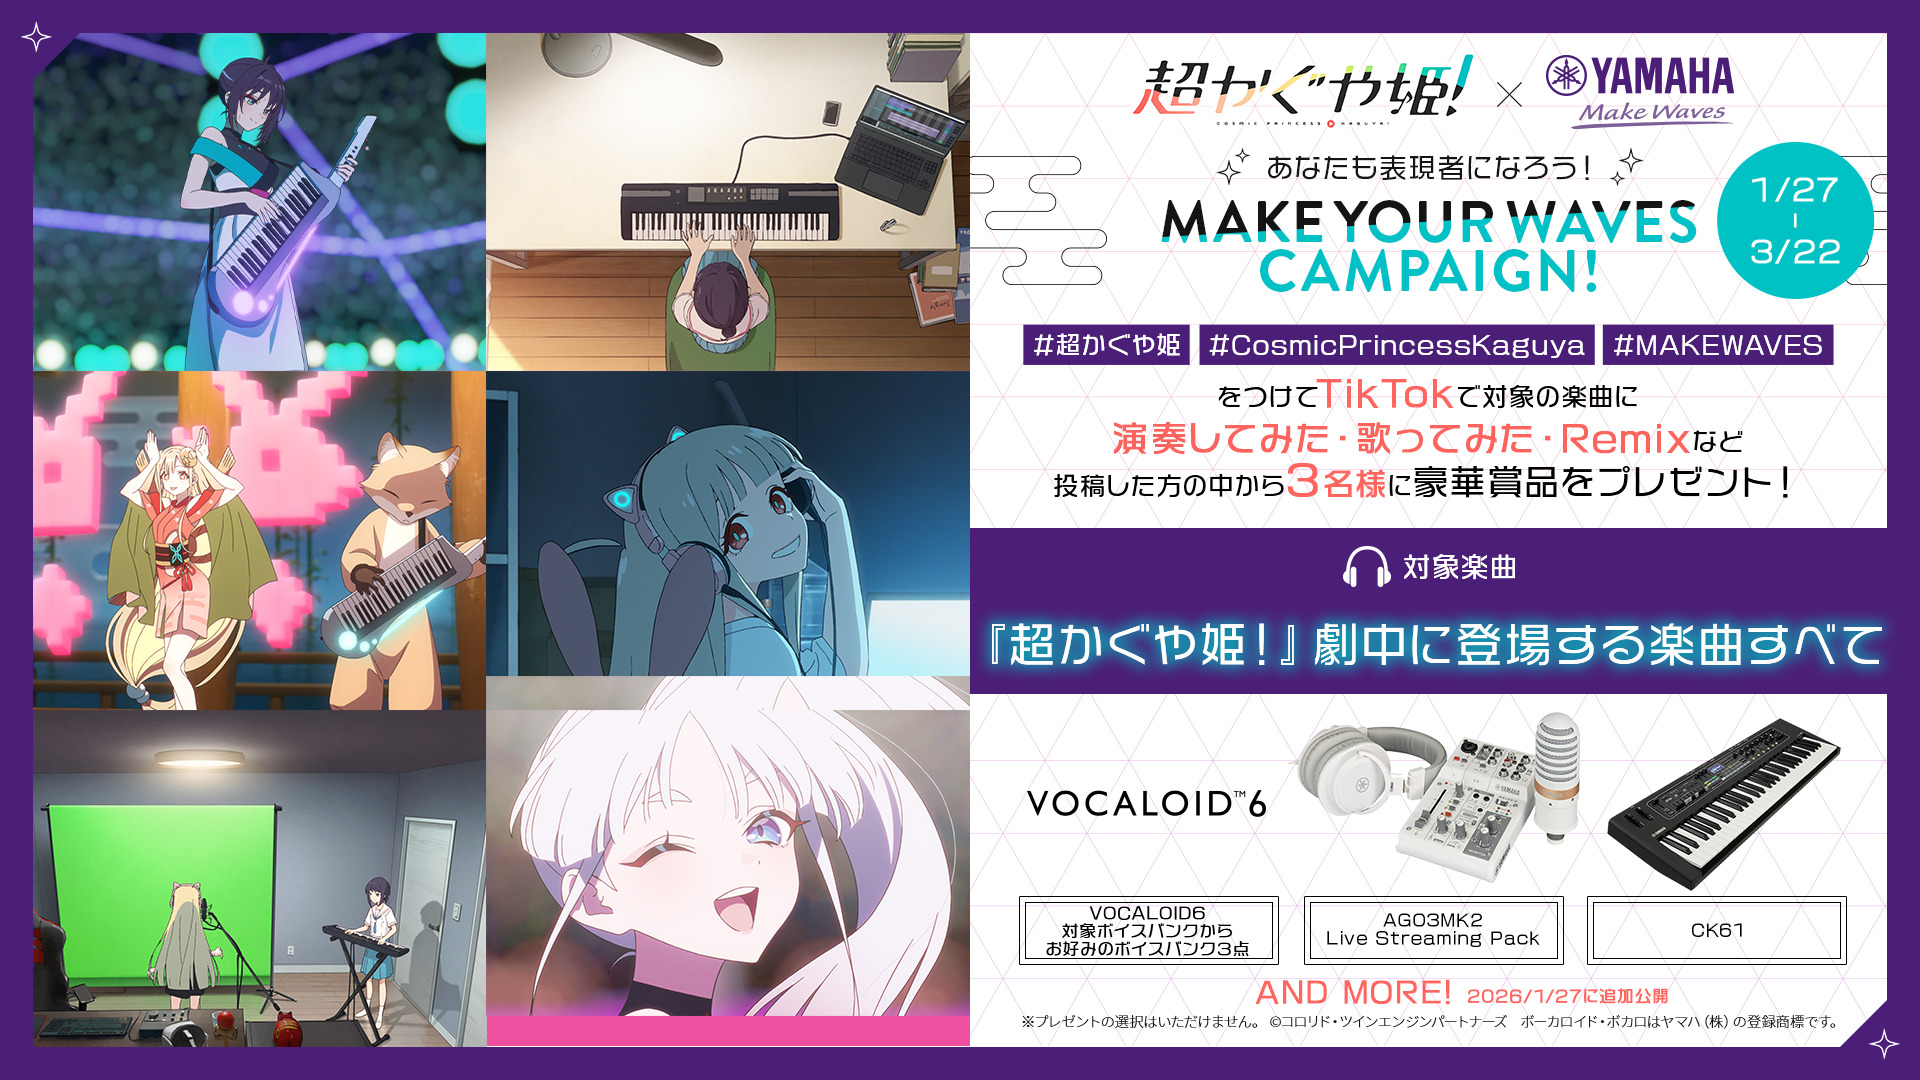 超かぐや姫!
COSMIC PRINCESS KAGUYA!
×
YAMAHA
Make Waves
あなたも表現者になろう!
MAKE YOUR WAVES
CAMPAIGN!
1/27
-
3/22
#超かぐや姫 #CosmicPrincessKaguya #MAKEWAVES
をつけてTikTokで対象の楽曲に
演奏してみた・歌ってみた・Remixなど
投稿した方の中から3名様に豪華賞品をプレゼント!
対象楽曲
『超かぐや姫!』劇中に登場する楽曲すべて
VOCALOID™6
YAMAHA
VOCALOID6
対象ボイスバンクから
お好みのボイスバンク3点
AG03MK2
Live Streaming Pack
CK61
AND MORE! 2026/1/27に追加公開
※プレゼントの選択はいただけません。 ©コロリド・ツインエンジンパートナーズ ボーカロイド・ボカロはヤマハ(株)の登録商標です。